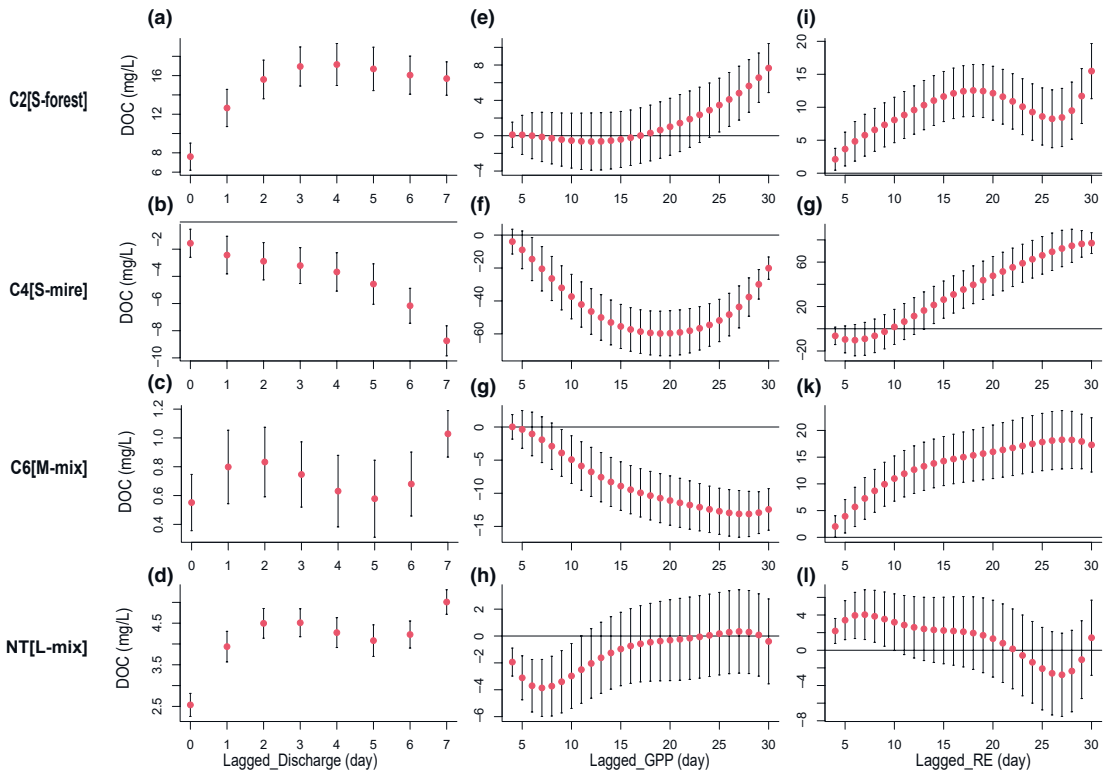 (a)
(e)
(i)
C2[S-forest]
DOC (mg/L)
16
12
8
6
0 1 2 3 4 5 6 7
8
4
2
0
−4
5 10 15 20 25 30
20
15
10
5
0
5 10 15 20 25 30
(b)
(f)
(g)
C4[S-mire]
DOC (mg/L)
−2
−4
−6
−8
−10
0 1 2 3 4 5 6 7
0
−20
−40
−60
5 10 15 20 25 30
60
20
−20
5 10 15 20 25 30
(c)
(g)
(k)
C6[M-mix]
DOC (mg/L)
1.2
1.0
0.8
0.6
0.4
0 1 2 3 4 5 6 7
0
−5
−10
−15
5 10 15 20 25 30
20
15
10
5
0
5 10 15 20 25 30
(d)
(h)
(l)
NT[L-mix]
DOC (mg/L)
4.5
3.5
2.5
0 1 2 3 4 5 6 7
Lagged_Discharge (day)
2
0
−2
−4
−6
5 10 15 20 25 30
Lagged_GPP (day)
4
2
0
−4
−8
5 10 15 20 25 30
Lagged_RE (day)